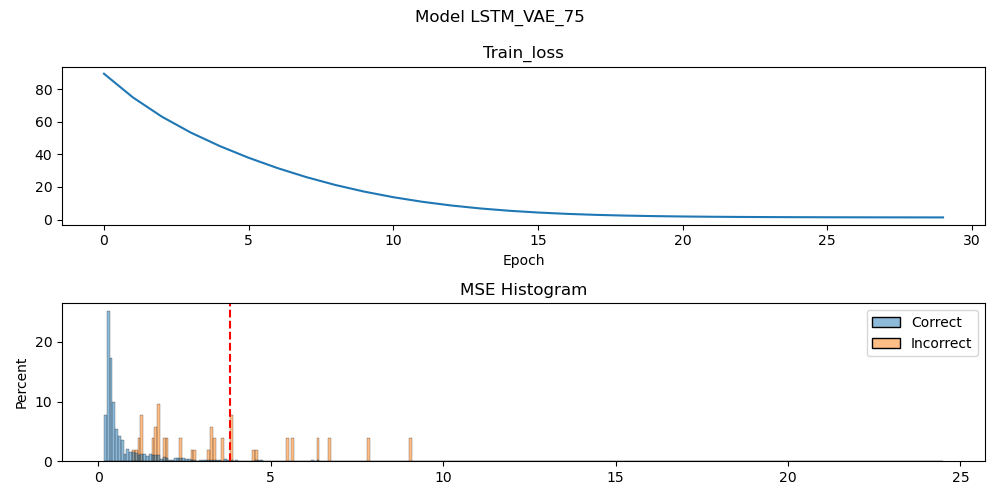 Model LSTM_VAE_75
Train_loss
80
60
40
20
0
0 5 10 15 20 25 30
Epoch
MSE Histogram
Correct
Incorrect
Percent
20
10
0
0 5 10 15 20 25